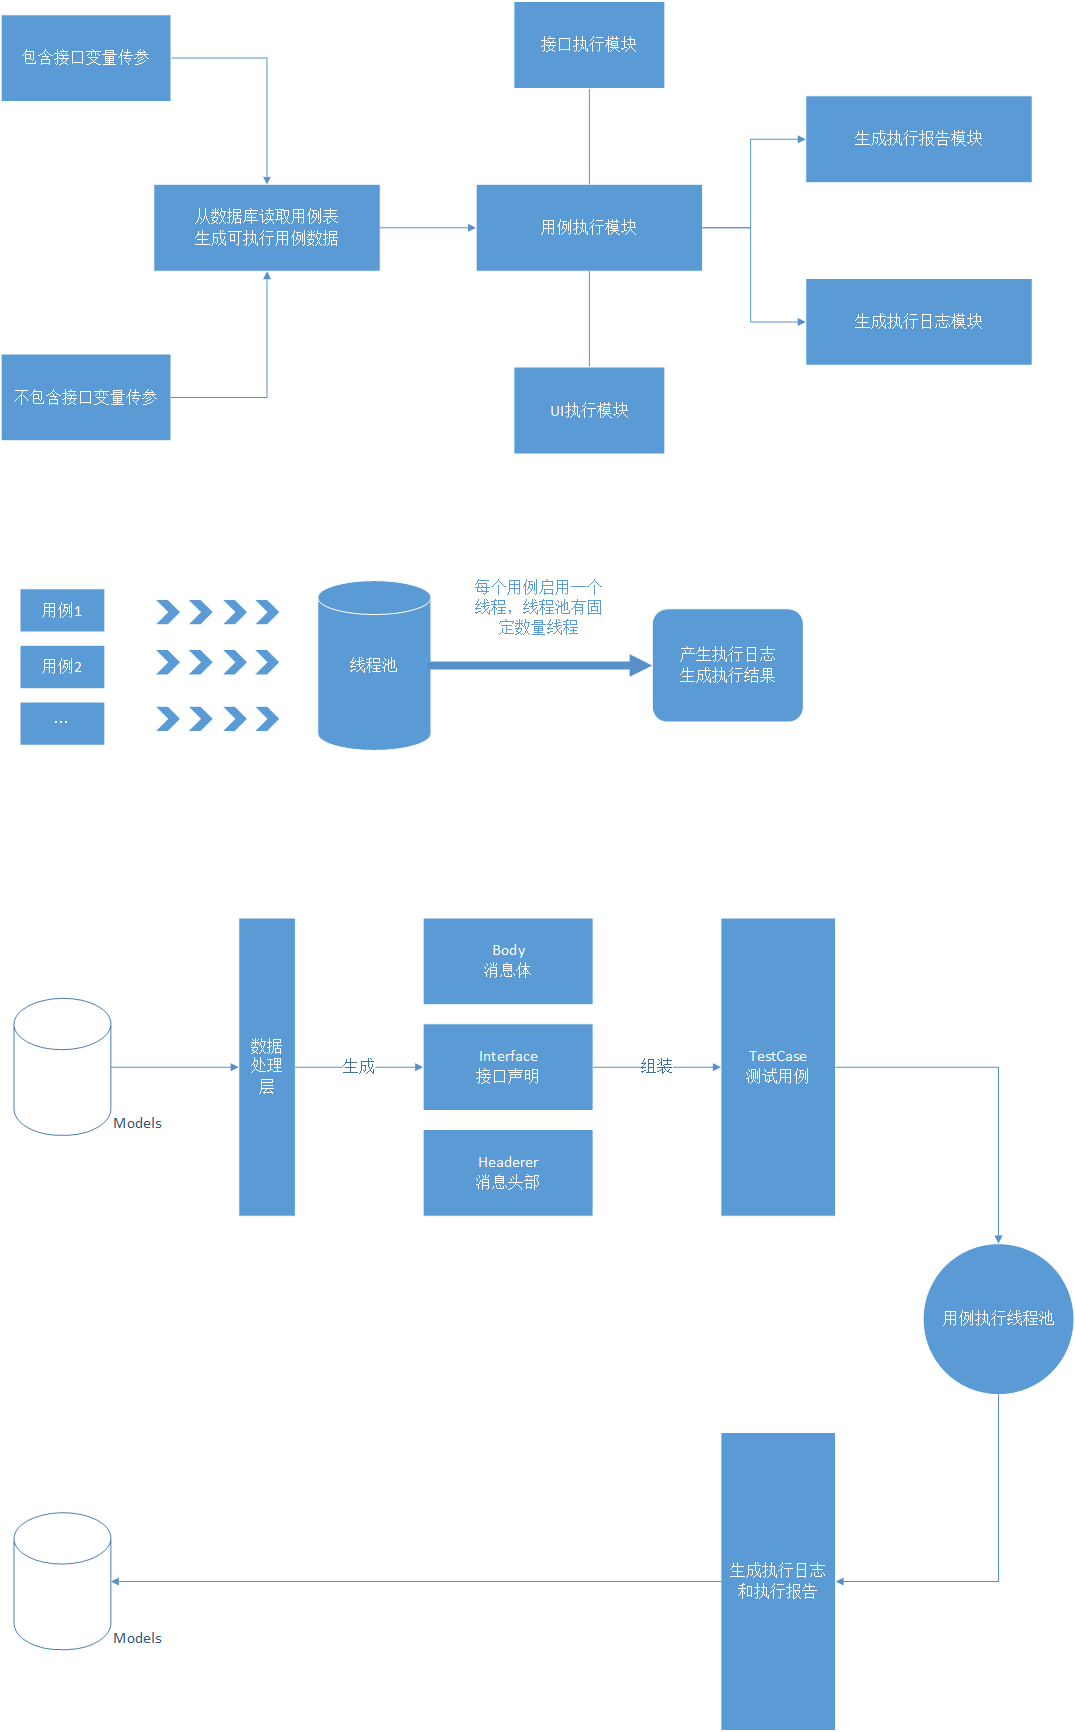 接口执行模块
包含接口变量传参
生成执行报告模块
从数据库读取用例表
生成可执行用例数据
用例执行模块
生成执行日志模块
不包含接口变量传参
UI执行模块
每个用例启用一个
线程，线程池有固
定数量线程
用例1
用例2
...
线程池
产生执行日志
生成执行结果
Body
消息体
数据
处理
层
生成
Interface
接口声明
组装
TestCase
测试用例
Models
Headerer
消息头部
用例执行线程池
生成执行日志
和执行报告
Models